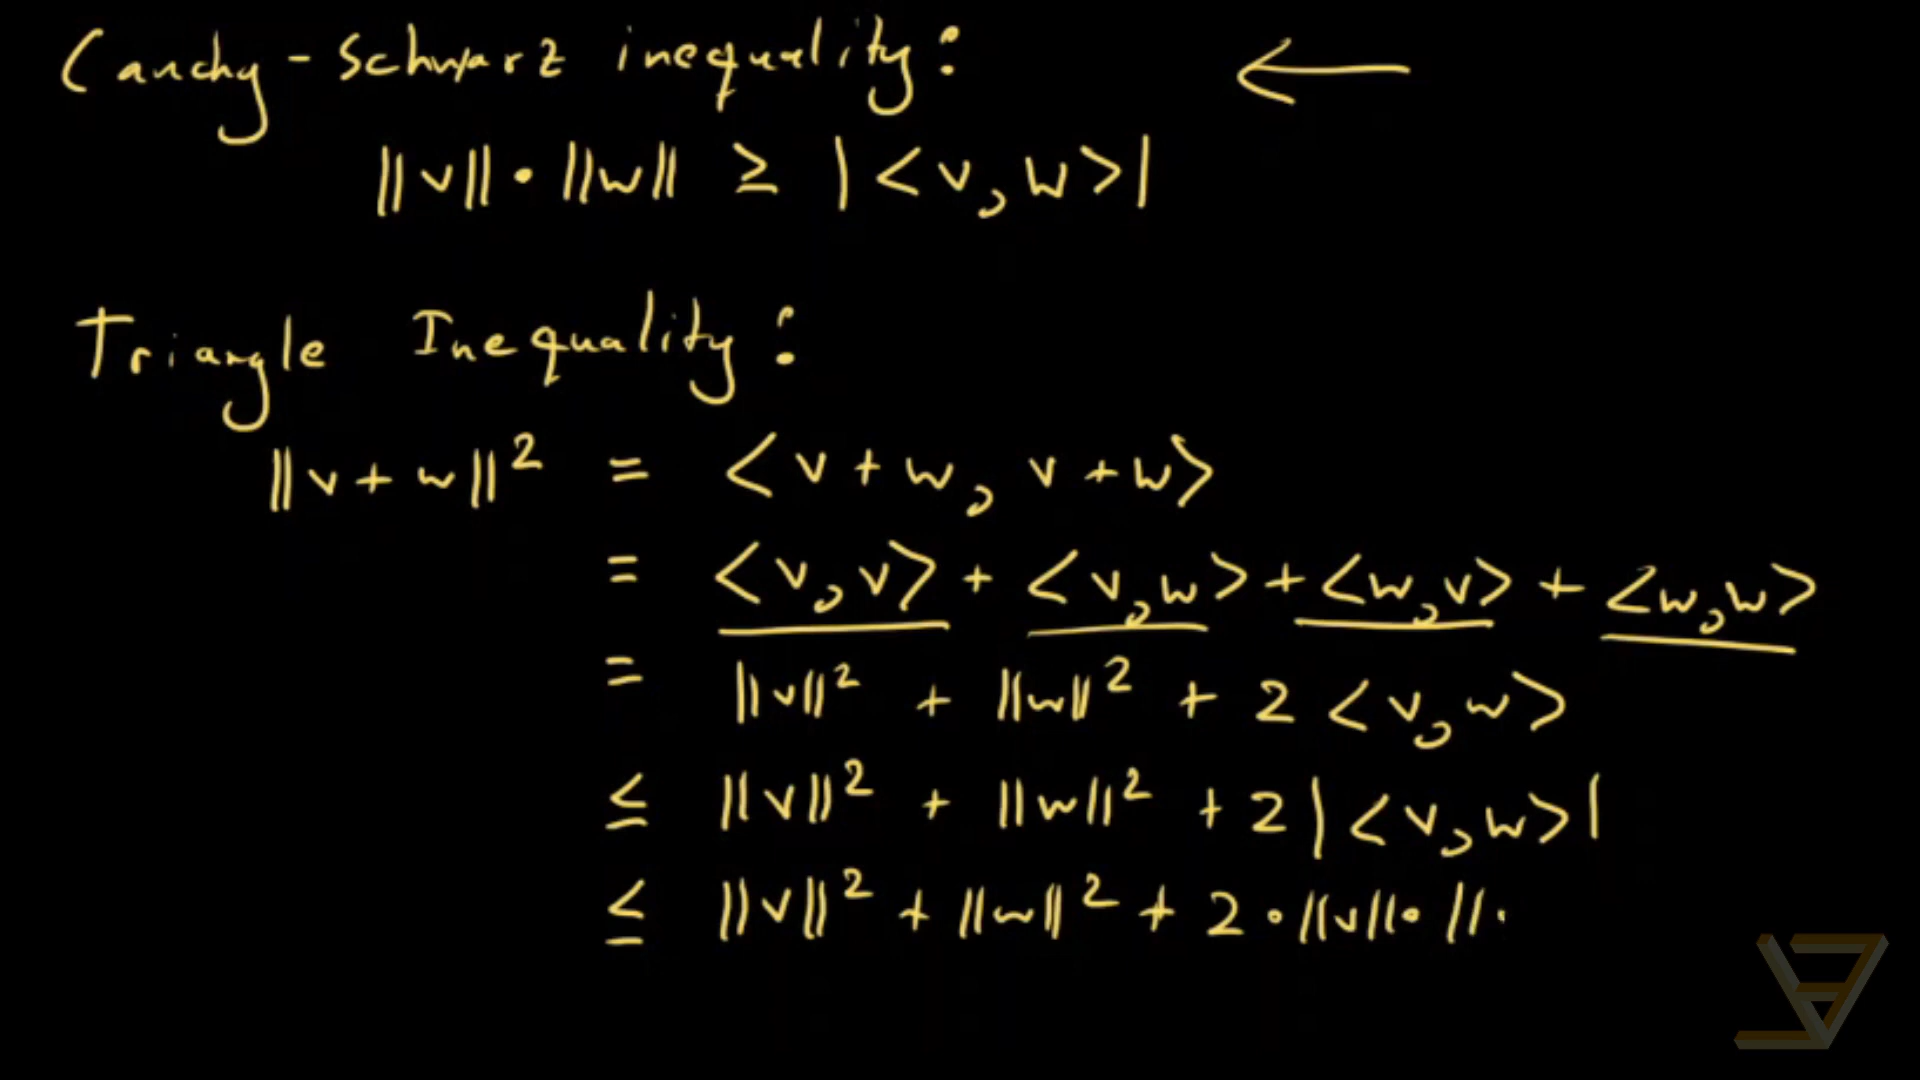 Cauchy-Schwarz inequality: ←
||v||·||w|| ≥ |<v,w>|
Triangle Inequality:
||v+w||² = <v+w, v+w>
= <v,v> + <v,w> + <w,v> + <w,w>
= ||v||² + ||w||² + 2<v,w>
≤ ||v||² + ||w||² + 2|<v,w>|
≤ ||v||² + ||w||² + 2·||v||·||